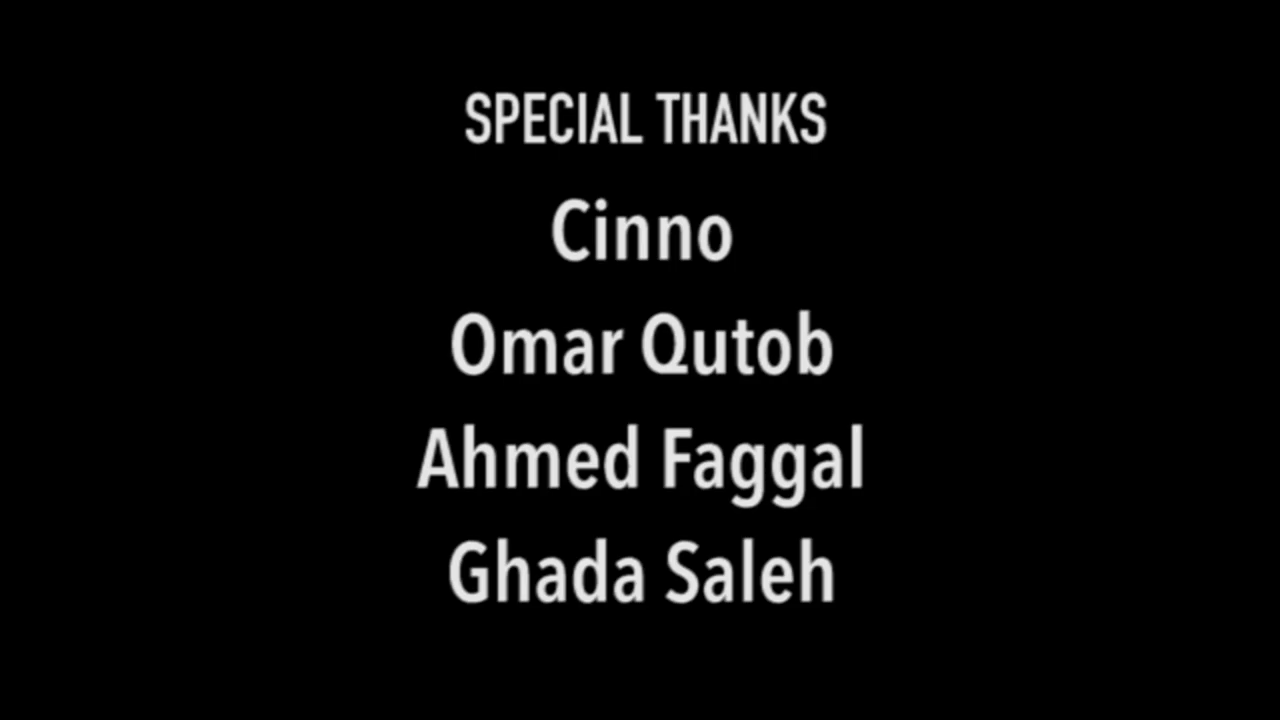 SPECIAL THANKS
Cinno
Omar Qutob
Ahmed Faggal
Ghada Saleh